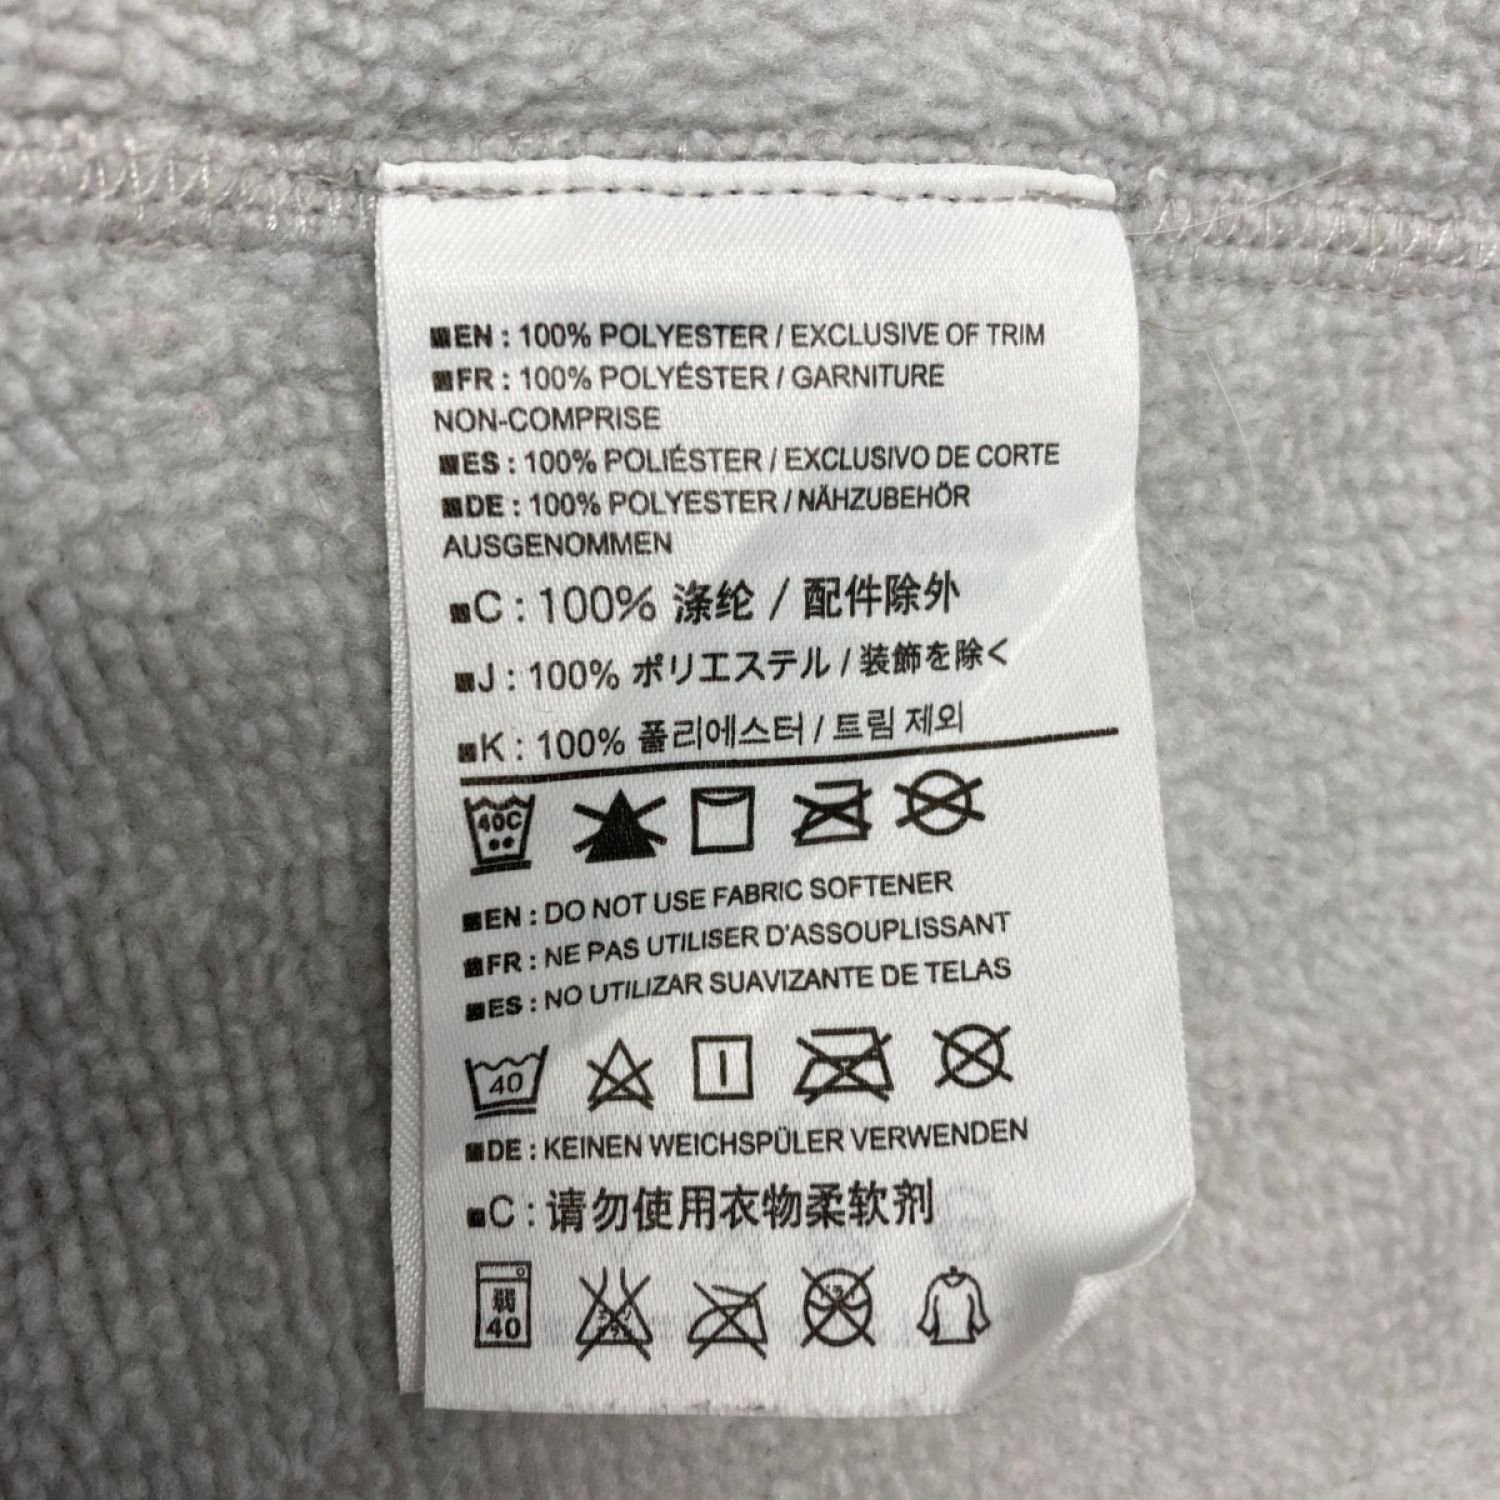 EN : 100% POLYESTER / EXCLUSIVE OF TRIM
FR : 100% POLYÉSTER / GARNITURE
NON-COMPRISE
ES : 100% POLIÉSTER / EXCLUSIVO DE CORTE
DE : 100% POLYESTER / NÄHZUBEHÖR
AUSGENOMMEN
C : 100% 涤纶 / 配件除外
J : 100% ポリエステル / 装飾を除く
K : 100% 폴리에스터 / 트림 제외
40C
EN : DO NOT USE FABRIC SOFTENER
FR : NE PAS UTILISER D'ASSOUPLISSANT
ES : NO UTILIZAR SUAVIZANTE DE TELAS
40
DE : KEINEN WEICHSPÜLER VERWENDEN
C : 请勿使用衣物柔软剂
弱
40